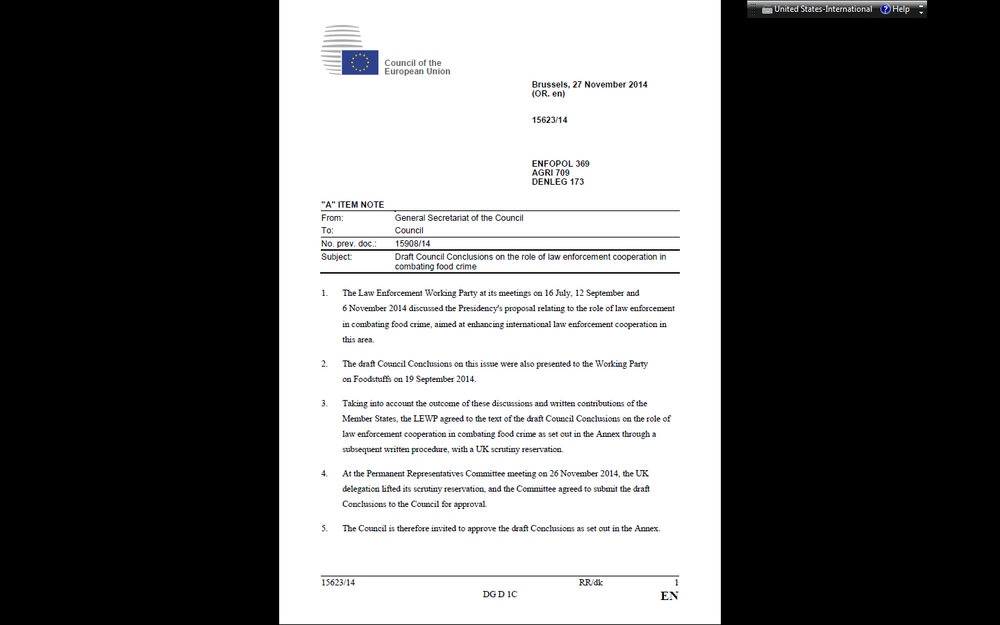 United States-International Help
Council of the
European Union
Brussels, 27 November 2014
(OR. en)
15623/14
ENFOPOL 369
AGRI 709
DENLEG 173
"A" ITEM NOTE
From: General Secretariat of the Council
To: Council
No. prev. doc.: 15908/14
Subject: Draft Council Conclusions on the role of law enforcement cooperation in
combating food crime
1. The Law Enforcement Working Party at its meetings on 16 July, 12 September and
6 November 2014 discussed the Presidency's proposal relating to the role of law enforcement
in combating food crime, aimed at enhancing international law enforcement cooperation in
this area.
2. The draft Council Conclusions on this issue were also presented to the Working Party
on Foodstuffs on 19 September 2014.
3. Taking into account the outcome of these discussions and written contributions of the
Member States, the LEWP agreed to the text of the draft Council Conclusions on the role of
law enforcement cooperation in combating food crime as set out in the Annex through a
subsequent written procedure, with a UK scrutiny reservation.
4. At the Permanent Representatives Committee meeting on 26 November 2014, the UK
delegation lifted its scrutiny reservation, and the Committee agreed to submit the draft
Conclusions to the Council for approval.
5. The Council is therefore invited to approve the draft Conclusions as set out in the Annex.
15623/14 RR/dk 1
DG D 1C EN